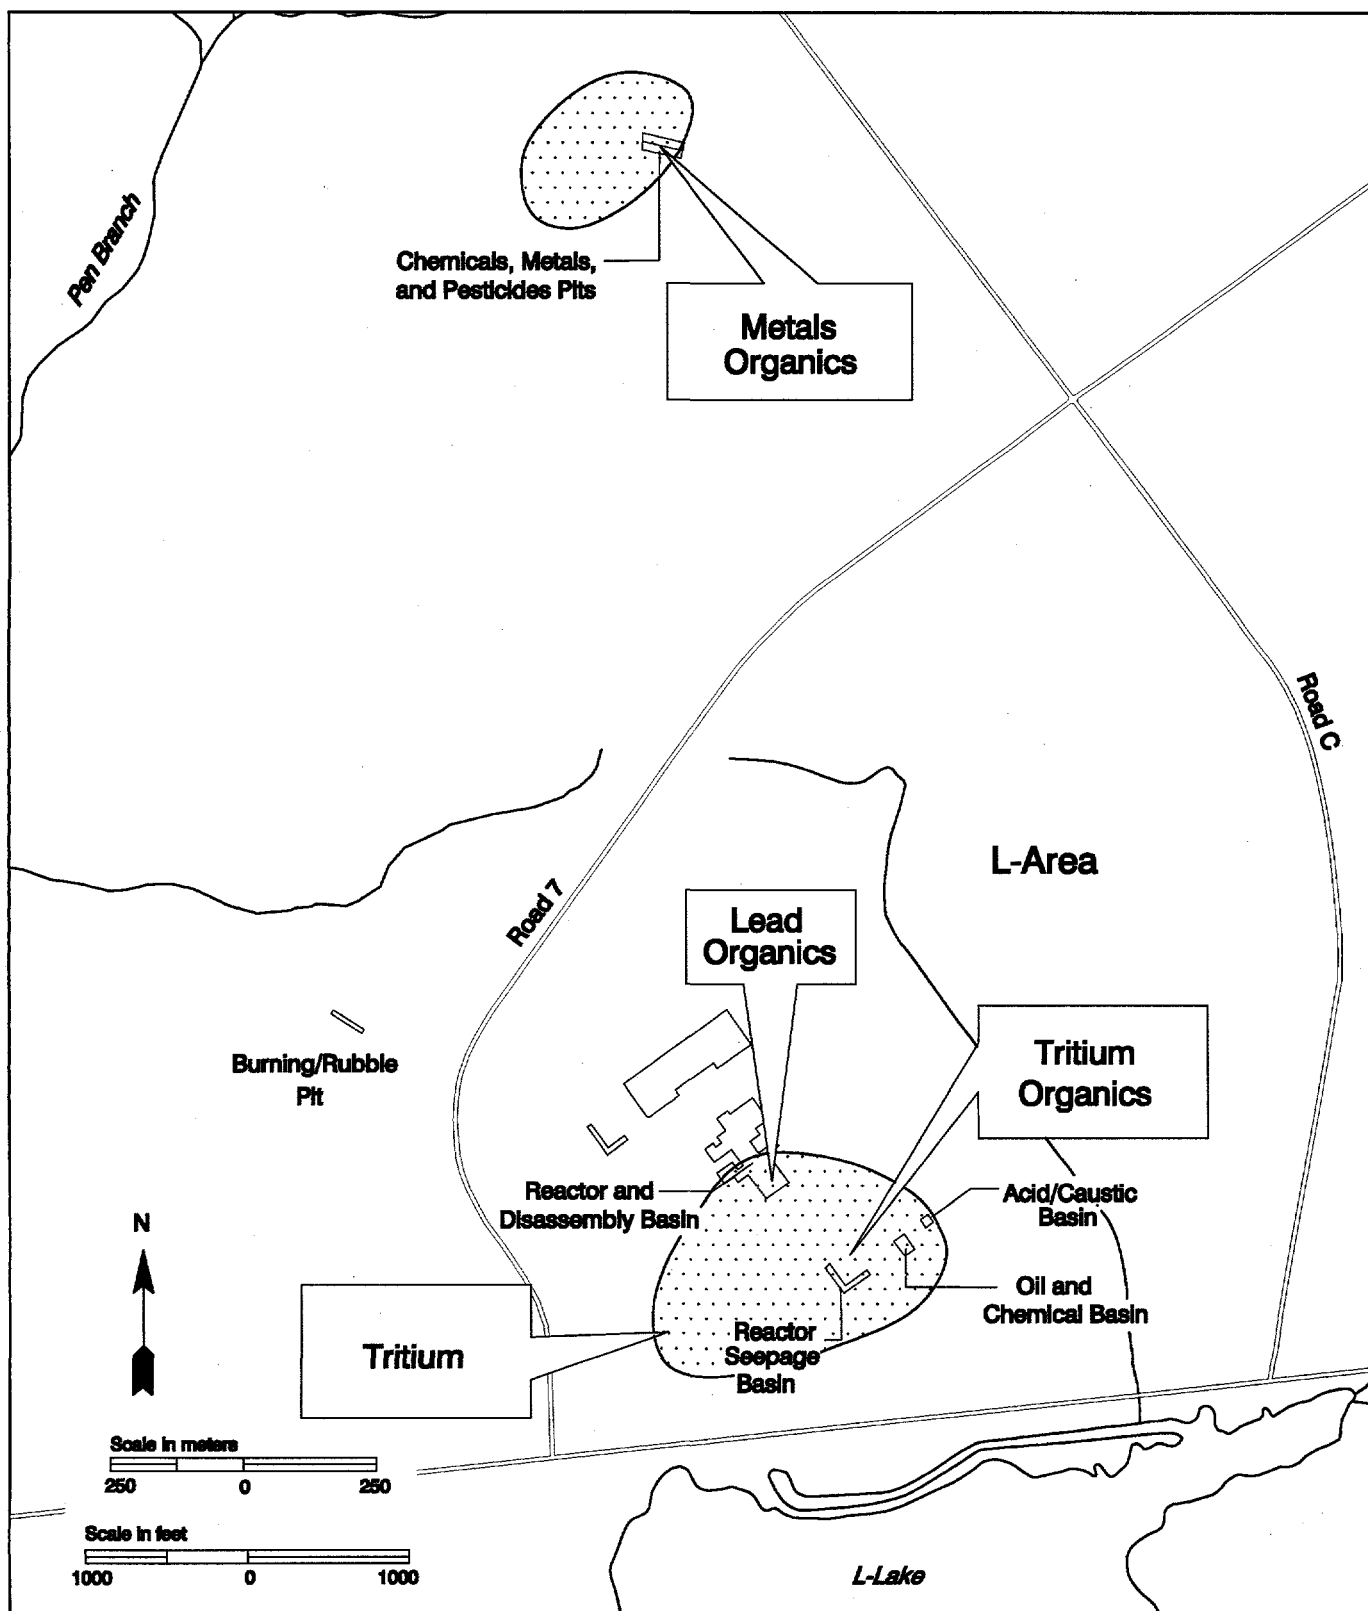 Pen Branch
Chemicals, Metals,
and Pesticides Pits
Metals
Organics
Road C
L-Area
Road 7
Lead
Organics
Tritium
Organics
Burning/Rubble
Pit
Reactor and
Disassembly Basin
Acid/Caustic
Basin
N
Oil and
Chemical Basin
Tritium
Reactor
Seepage
Basin
Scale in meters
250 0 250
Scale in feet
1000 0 1000
L-Lake